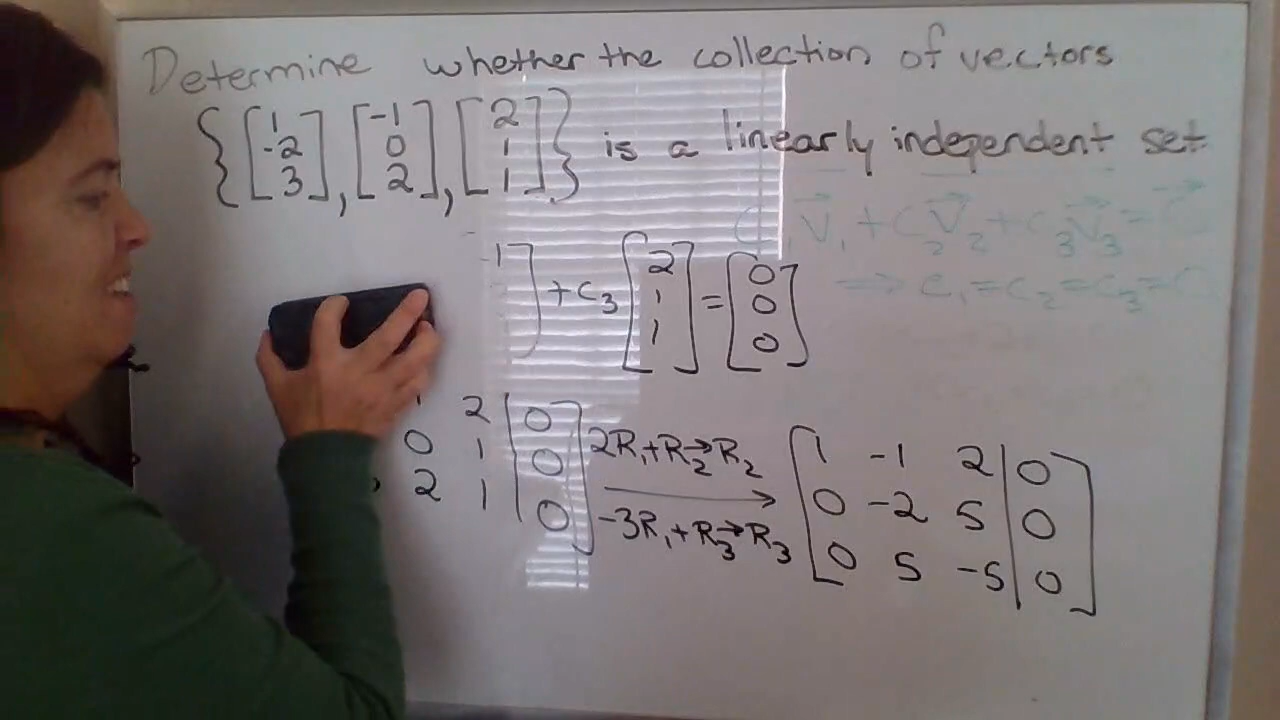 Determine whether the collection of vectors
{[1 -2 3], [-1 0 2], [2 1 1]} is a linearly independent set
V₁ + C₂V₂ + C₃V₃ =
⇒ C₁=C₂=C₃=
-1] + C₃ [2 1 1] = [0 0 0]
2 | 0] 2R₁+R₂→R₂ [1 -1 2 | 0
0 1 | 0 0 -2 5 | 0
2 1 | 0] -3R₁+R₃→R₃ 0 5 -5 | 0]